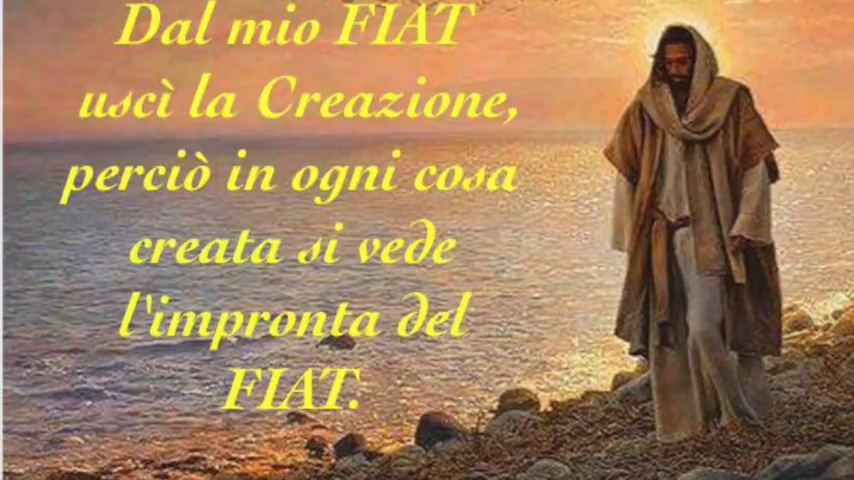 Dal mio FIAT
uscì la Creazione,
perciò in ogni cosa
creata si vede
l'impronta del
FIAT.